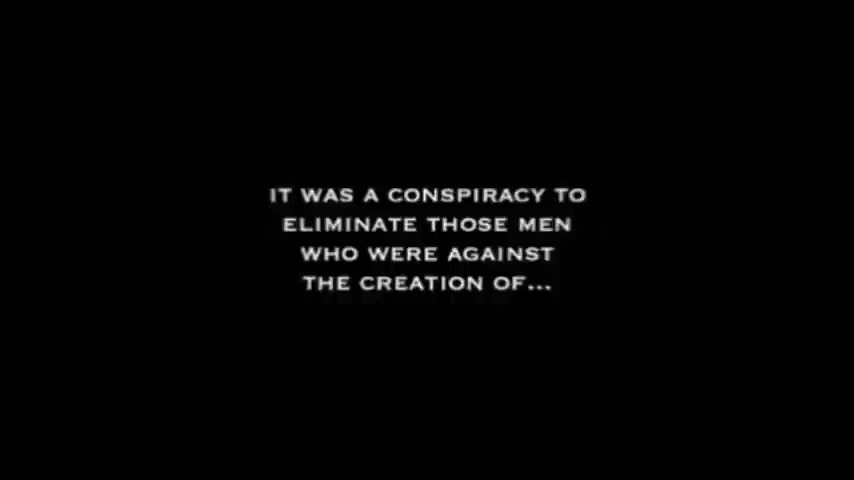 IT WAS A CONSPIRACY TO
ELIMINATE THOSE MEN
WHO WERE AGAINST
THE CREATION OF...